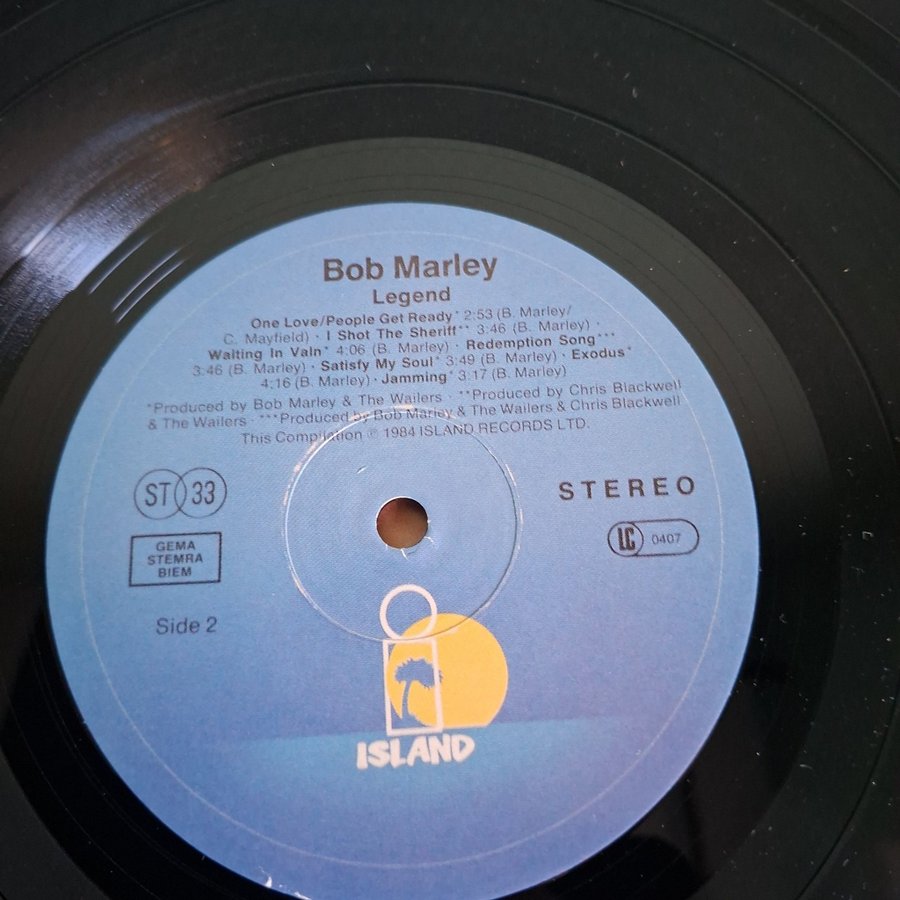 Bob Marley
Legend
One Love/People Get Ready* 2:53 (B. Marley/
C. Mayfield) · I Shot The Sheriff** 3:46 (B. Marley) ·
Waiting In Vain* 4:06 (B. Marley) · Redemption Song***
3:46 (B. Marley) · Satisfy My Soul* 3:49 (B. Marley) · Exodus*
4:16 (B. Marley) · Jamming* 3:17 (B. Marley)
*Produced by Bob Marley & The Wailers · **Produced by Chris Blackwell
& The Wailers · ***Produced by Bob Marley & The Wailers & Chris Blackwell
This Compilation ℗ 1984 ISLAND RECORDS LTD.
ST 33
STEREO
GEMA
STEMRA
BIEM
LC 0407
Side 2
ISLAND